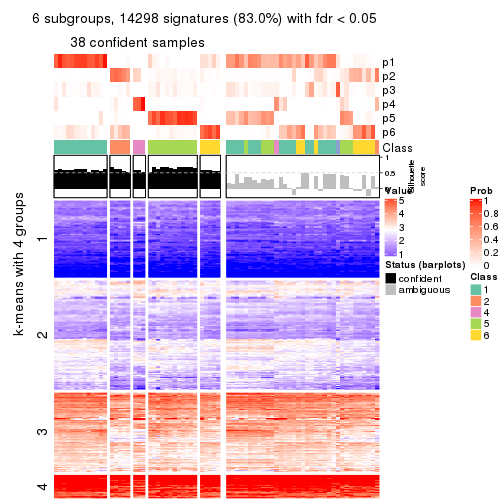 6 subgroups, 14298 signatures (83.0%) with fdr < 0.05
38 confident samples
p1
p2
p3
p4
p5
p6
Class
1
0.5
0
Silhouette
score
k-means with 4 groups
1
2
3
4
Value
5
4
3
2
1
Status (barplots)
confident
ambiguous
Prob
1
0.8
0.6
0.4
0.2
0
Class
1
2
4
5
6